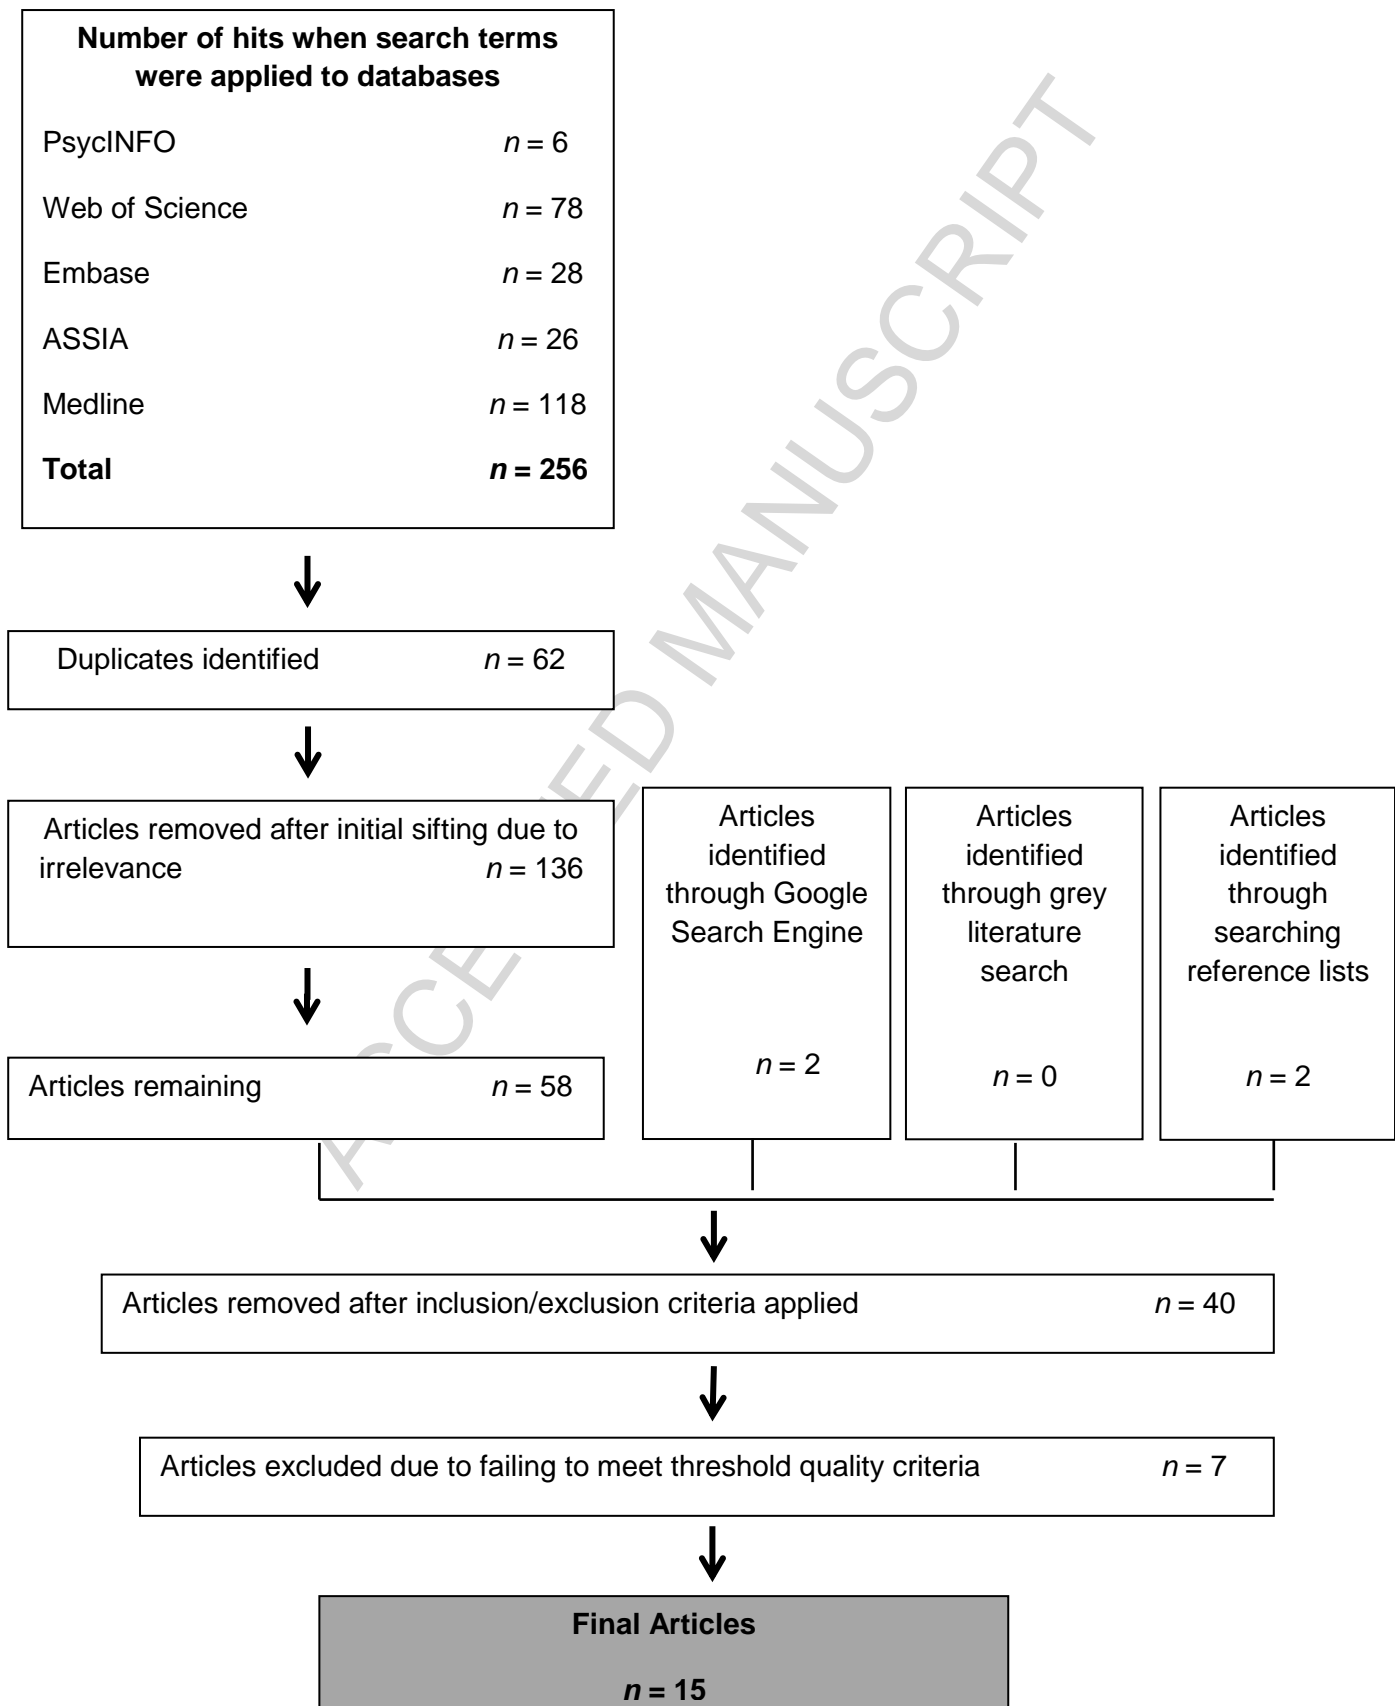 Number of hits when search terms
were applied to databases
PsycINFO n = 6
Web of Science n = 78
Embase n = 28
ASSIA n = 26
Medline n = 118
Total n = 256
Duplicates identified n = 62
Articles removed after initial sifting due to
irrelevance n = 136
Articles remaining n = 58
Articles
identified
through Google
Search Engine
n = 2
Articles
identified
through grey
literature
search
n = 0
Articles
identified
through
searching
reference lists
n = 2
Articles removed after inclusion/exclusion criteria applied n = 40
Articles excluded due to failing to meet threshold quality criteria n = 7
Final Articles
n = 15
ACCEPTED MANUSCRIPT